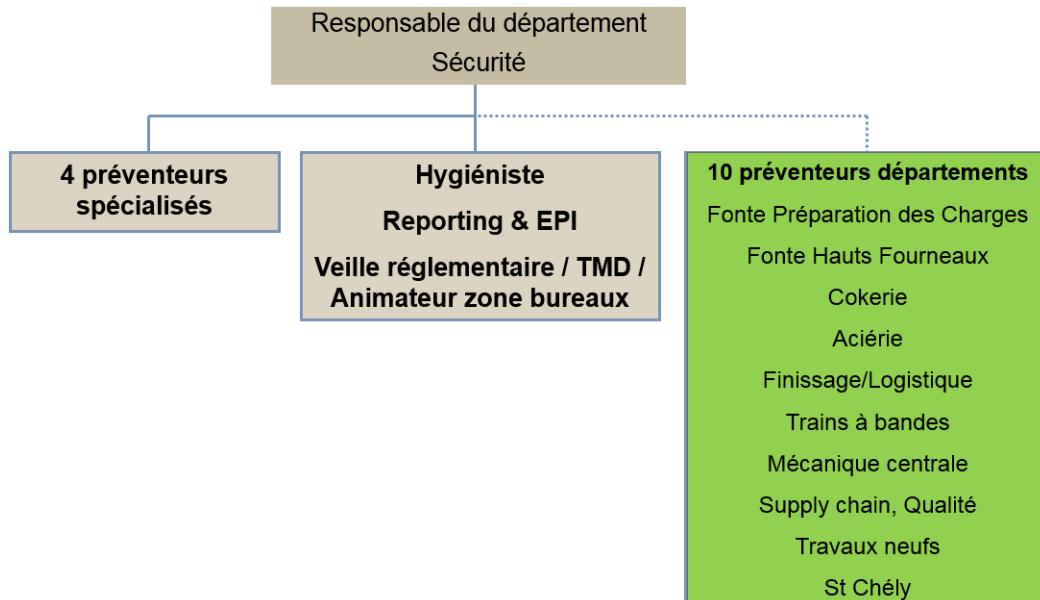 Responsable du département
Sécurité
4 préventeurs
spécialisés
Hygiéniste
Reporting & EPI
Veille réglementaire / TMD /
Animateur zone bureaux
10 préventeurs départements
Fonte Préparation des Charges
Fonte Hauts Fourneaux
Cokerie
Aciérie
Finissage/Logistique
Trains à bandes
Mécanique centrale
Supply chain, Qualité
Travaux neufs
St Chély